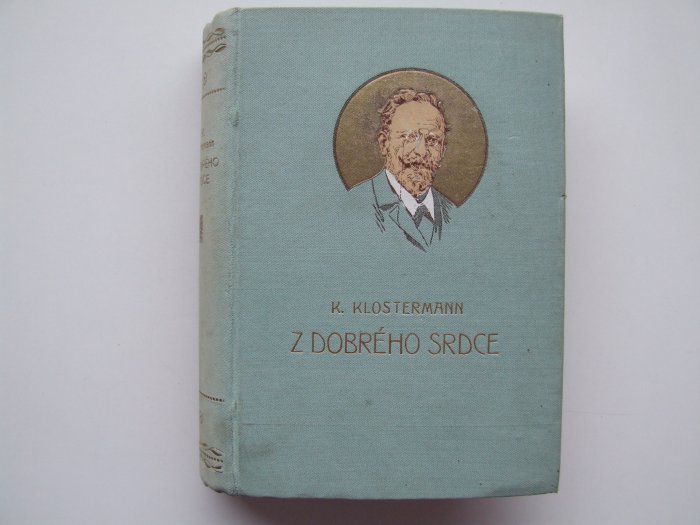 K. KLOSTERMANN
Z DOBRÉHO SRDCE